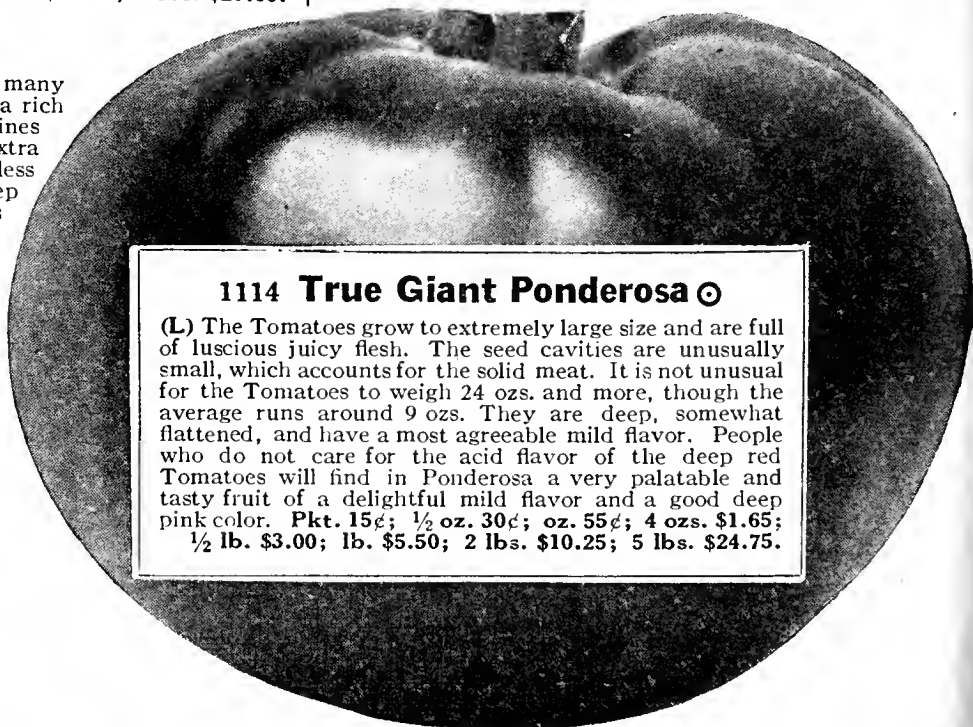 many
a rich
ines
xtra
less
ep
1114 True Giant Ponderosa ⊙
(L) The Tomatoes grow to extremely large size and are full
of luscious juicy flesh. The seed cavities are unusually
small, which accounts for the solid meat. It is not unusual
for the Tomatoes to weigh 24 ozs. and more, though the
average runs around 9 ozs. They are deep, somewhat
flattened, and have a most agreeable mild flavor. People
who do not care for the acid flavor of the deep red
Tomatoes will find in Ponderosa a very palatable and
tasty fruit of a delightful mild flavor and a good deep
pink color. Pkt. 15¢; ½ oz. 30¢; oz. 55¢; 4 ozs. $1.65;
½ lb. $3.00; lb. $5.50; 2 lbs. $10.25; 5 lbs. $24.75.